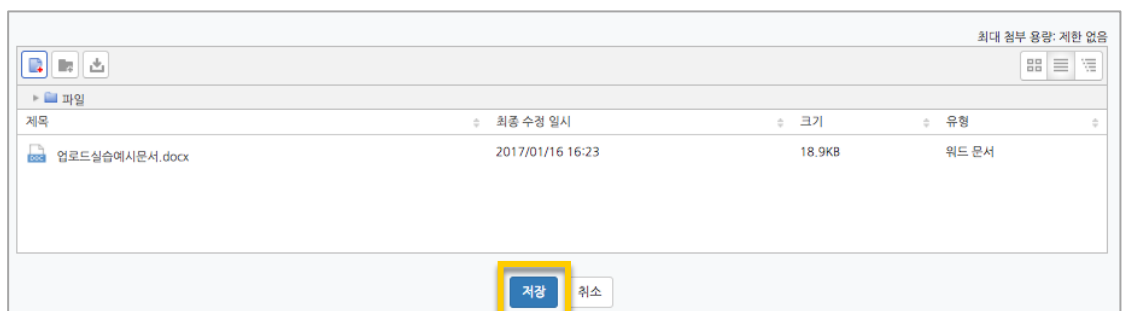 최대 첨부 용량: 제한 없음
파일
제목 최종 수정 일시 크기 유형
DOC 업로드실습예시문서.docx 2017/01/16 16:23 18.9KB 워드 문서
저장 취소